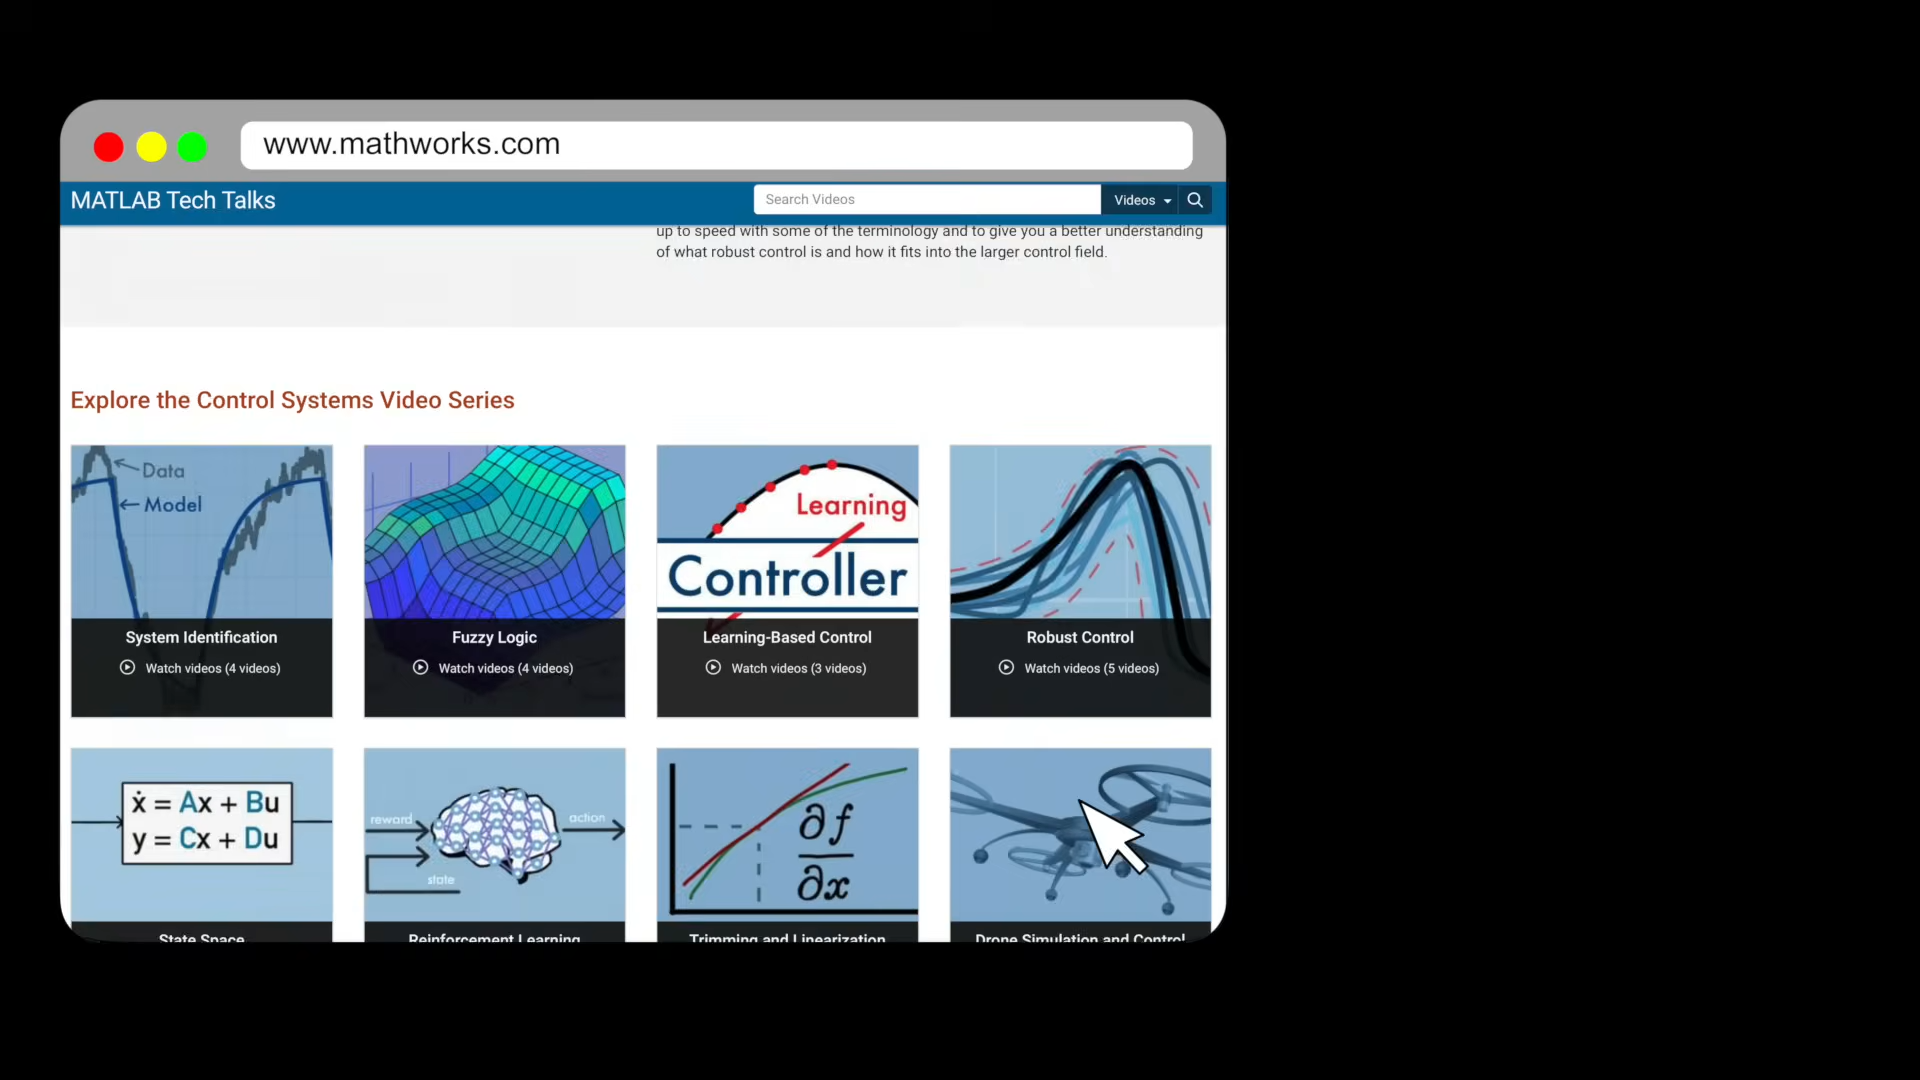 www.mathworks.com
MATLAB Tech Talks
Search Videos
Videos
up to speed with some of the terminology and to give you a better understanding
of what robust control is and how it fits into the larger control field.
Explore the Control Systems Video Series
Data
Model
System Identification
Watch videos (4 videos)
Fuzzy Logic
Watch videos (4 videos)
Learning
Controller
Learning-Based Control
Watch videos (3 videos)
Robust Control
Watch videos (5 videos)
ẋ = Ax + Bu
y = Cx + Du
State Space
reward
action
state
Reinforcement Learning
∂f
∂x
Trimming and Linearization
Drone Simulation and Control